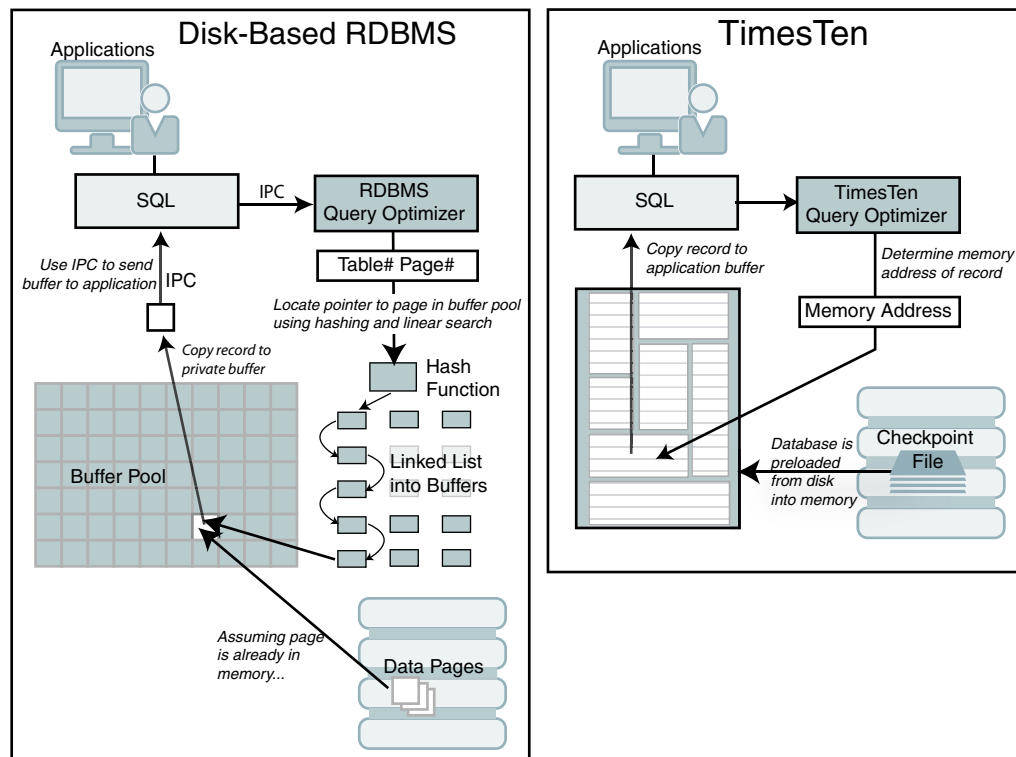 Disk-Based RDBMS
Applications
SQL
IPC
RDBMS
Query Optimizer
Table# Page#
Use IPC to send
buffer to application
IPC
Locate pointer to page in buffer pool
using hashing and linear search
Copy record to
private buffer
Hash
Function
Buffer Pool
Linked List
into Buffers
Assuming page
is already in
memory...
Data Pages
TimesTen
Applications
SQL
TimesTen
Query Optimizer
Copy record to
application buffer
Determine memory
address of record
Memory Address
Database is
preloaded
from disk
into memory
Checkpoint
File